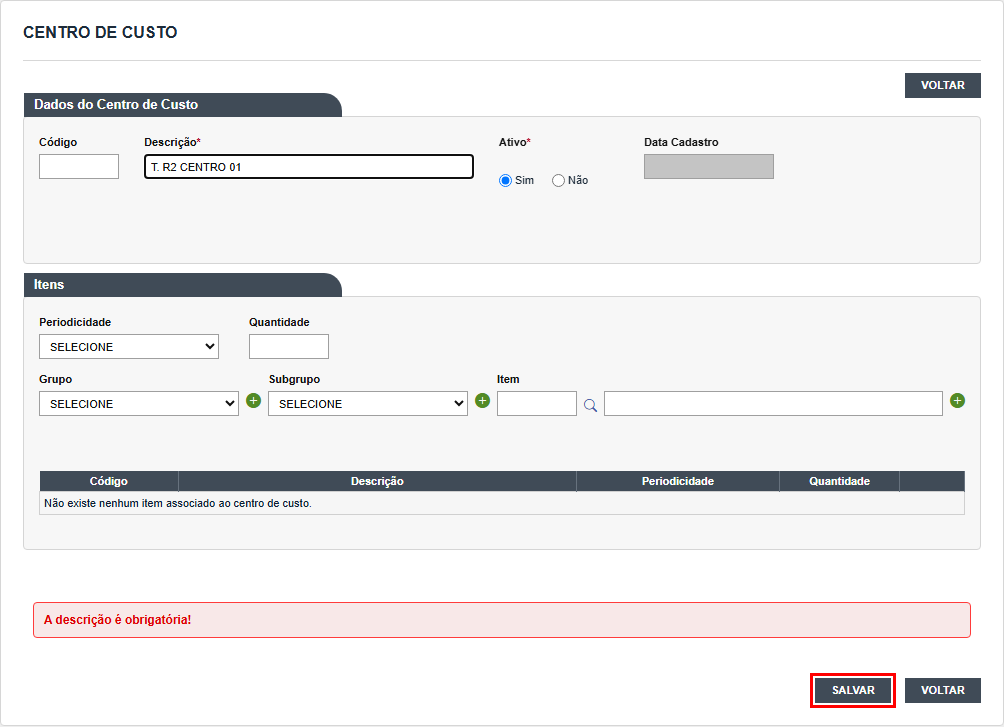 CENTRO DE CUSTO
VOLTAR
Dados do Centro de Custo
Código Descrição* Ativo* Data Cadastro
T. R2 CENTRO 01
Sim Não
Itens
Periodicidade Quantidade
SELECIONE
Grupo Subgrupo Item
SELECIONE SELECIONE
Código Descrição Periodicidade Quantidade
Não existe nenhum item associado ao centro de custo.
A descrição é obrigatória!
SALVAR VOLTAR